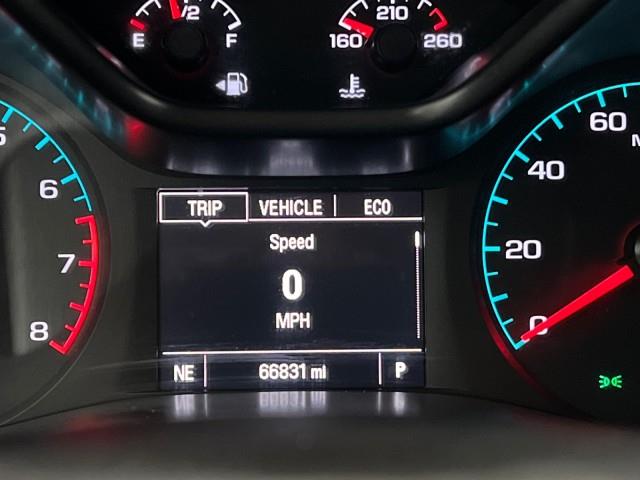 E 1/2 F
160 210 260
5
6
7
8
TRIP VEHICLE ECO
Speed
0
MPH
NE 66831 mi P
60
40
20
0